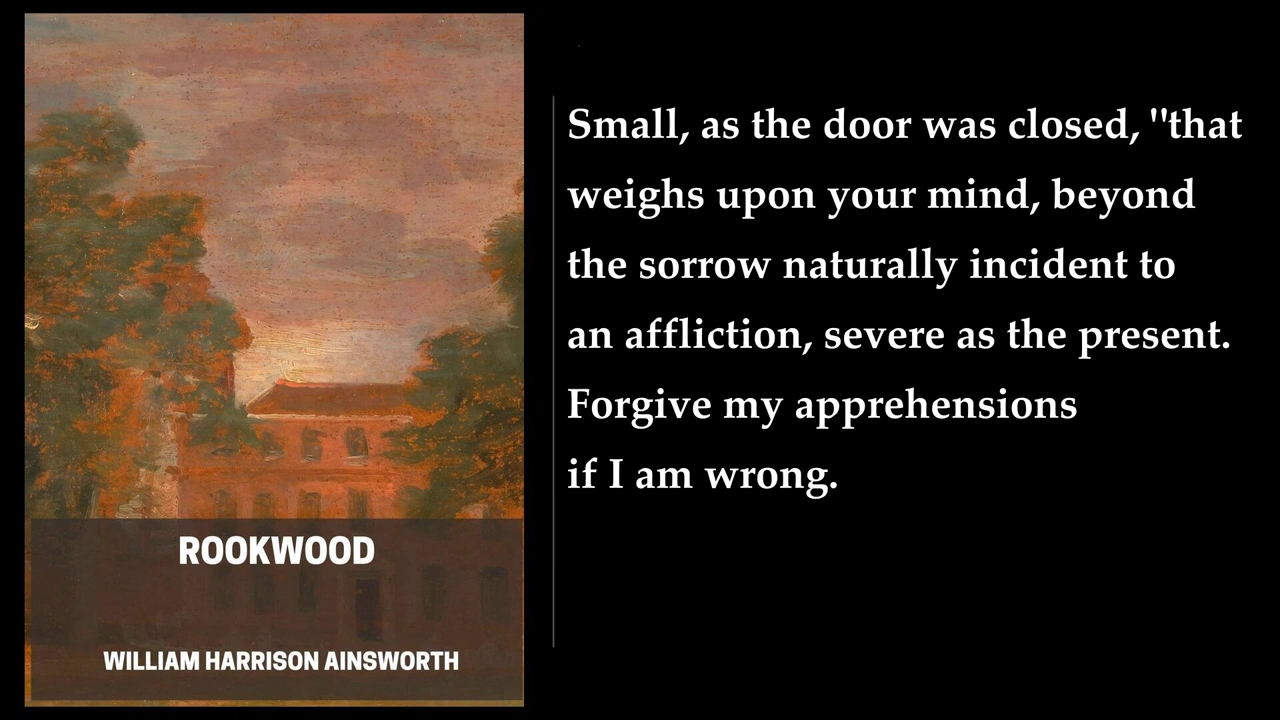 Small, as the door was closed, "that
weighs upon your mind, beyond
the sorrow naturally incident to
an affliction, severe as the present.
Forgive my apprehensions
if I am wrong.
ROOKWOOD
WILLIAM HARRISON AINSWORTH